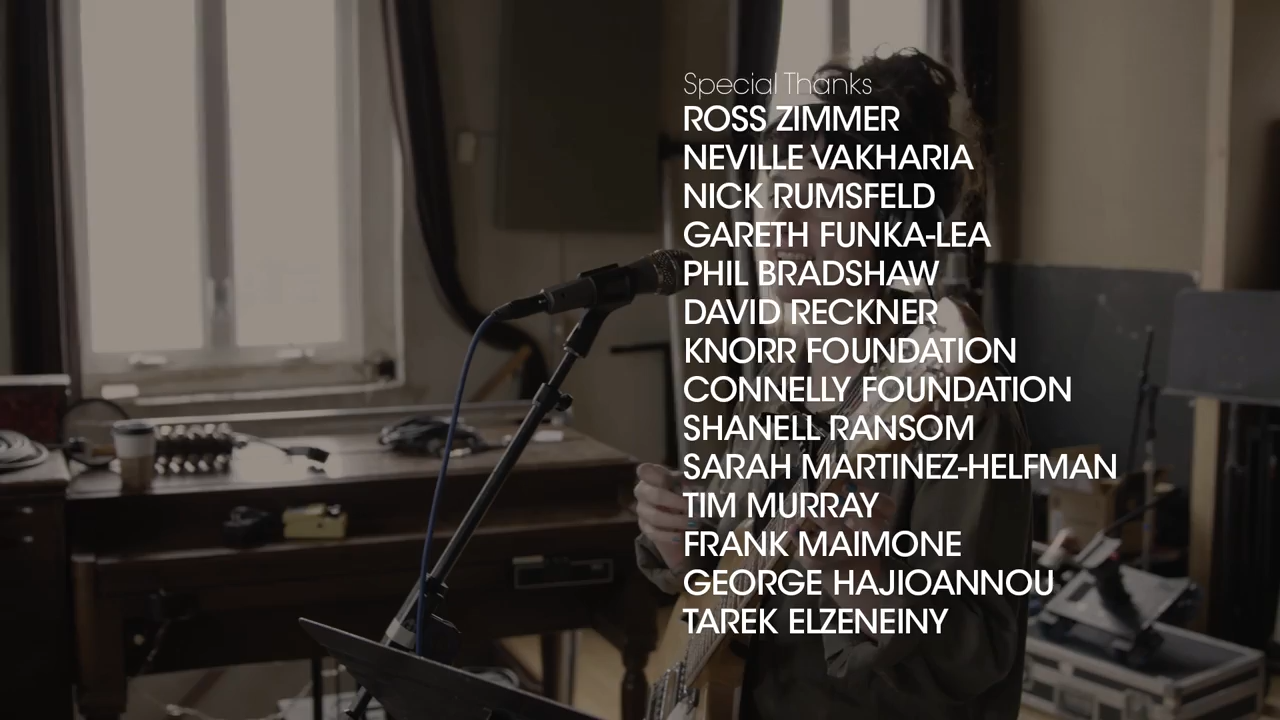 Special Thanks
ROSS ZIMMER
NEVILLE VAKHARIA
NICK RUMSFELD
GARETH FUNKA-LEA
PHIL BRADSHAW
DAVID RECKNER
KNORR FOUNDATION
CONNELLY FOUNDATION
SHANELL RANSOM
SARAH MARTINEZ-HELFMAN
TIM MURRAY
FRANK MAIMONE
GEORGE HAJIOANNOU
TAREK ELZENEINY